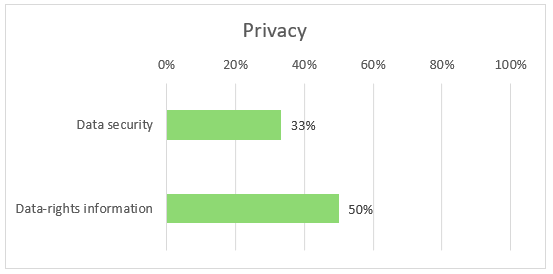 Privacy
0% 20% 40% 60% 80% 100%
Data security 33%
Data-rights information 50%